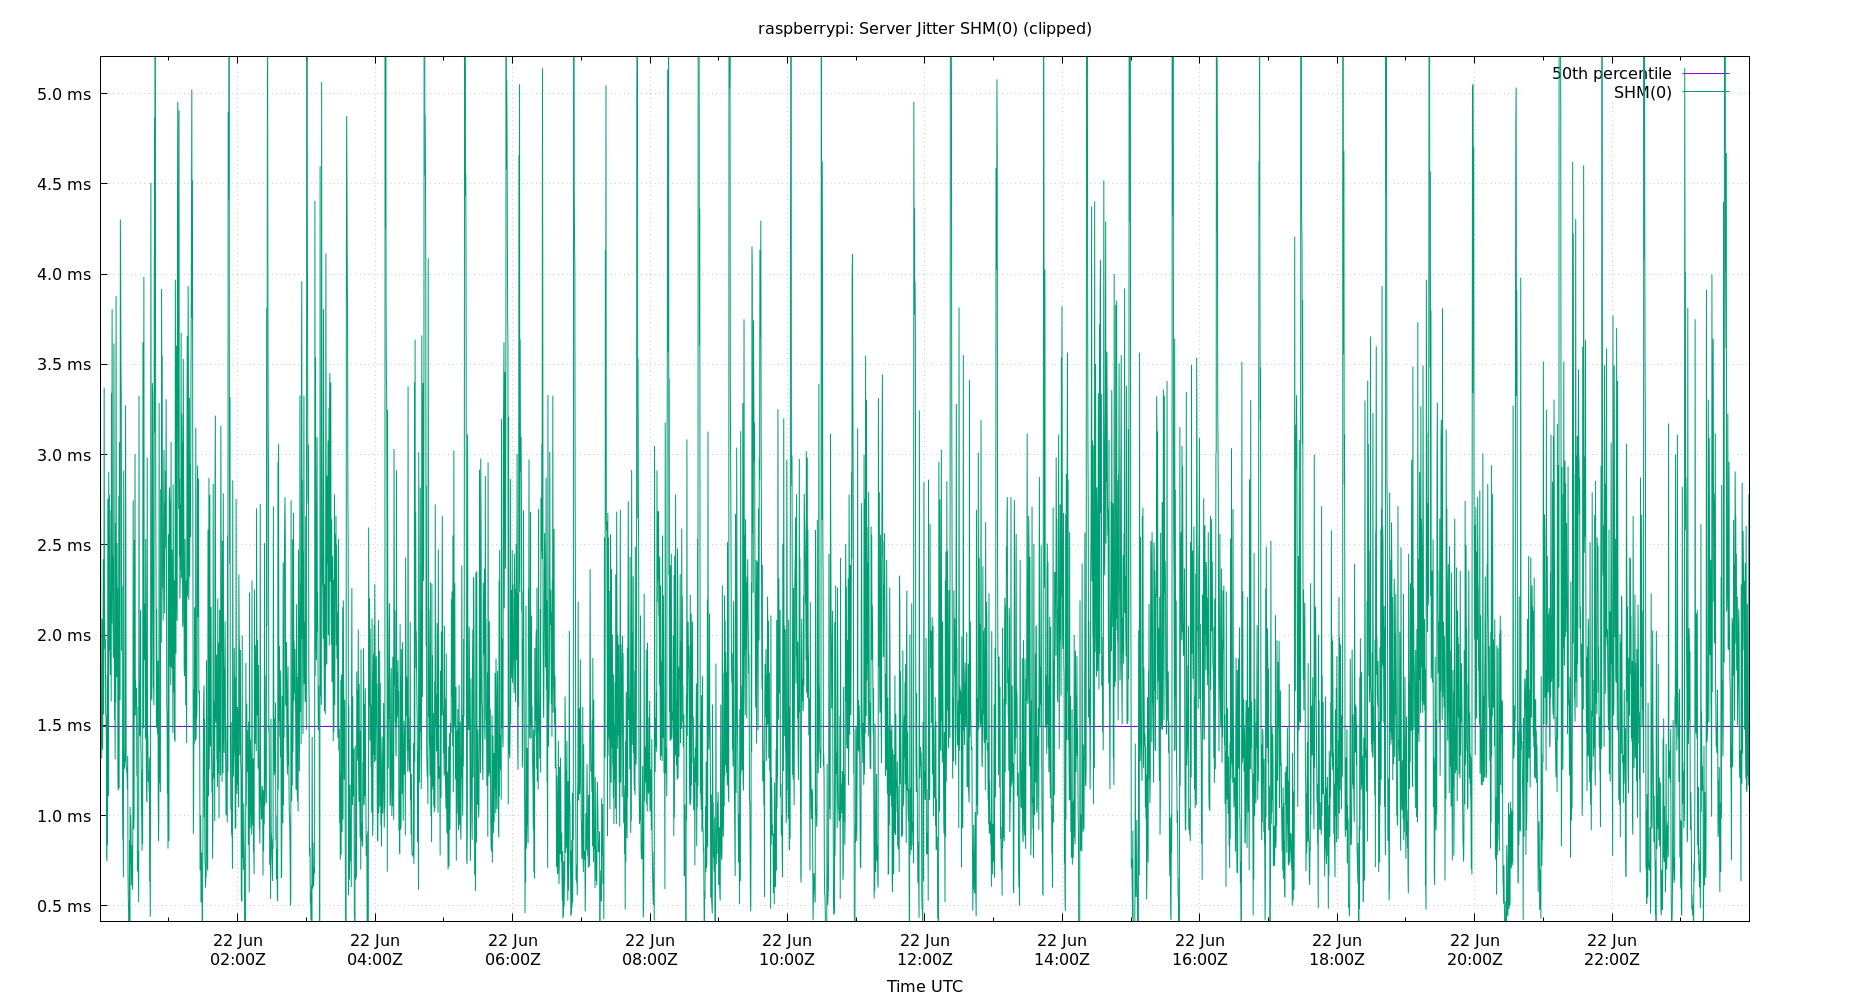 raspberrypi: Server Jitter SHM(0) (clipped)
50th percentile
SHM(0)
5.0 ms
4.5 ms
4.0 ms
3.5 ms
3.0 ms
2.5 ms
2.0 ms
1.5 ms
1.0 ms
0.5 ms
22 Jun 22 Jun 22 Jun 22 Jun 22 Jun 22 Jun 22 Jun 22 Jun 22 Jun 22 Jun 22 Jun
02:00Z 04:00Z 06:00Z 08:00Z 10:00Z 12:00Z 14:00Z 16:00Z 18:00Z 20:00Z 22:00Z
Time UTC